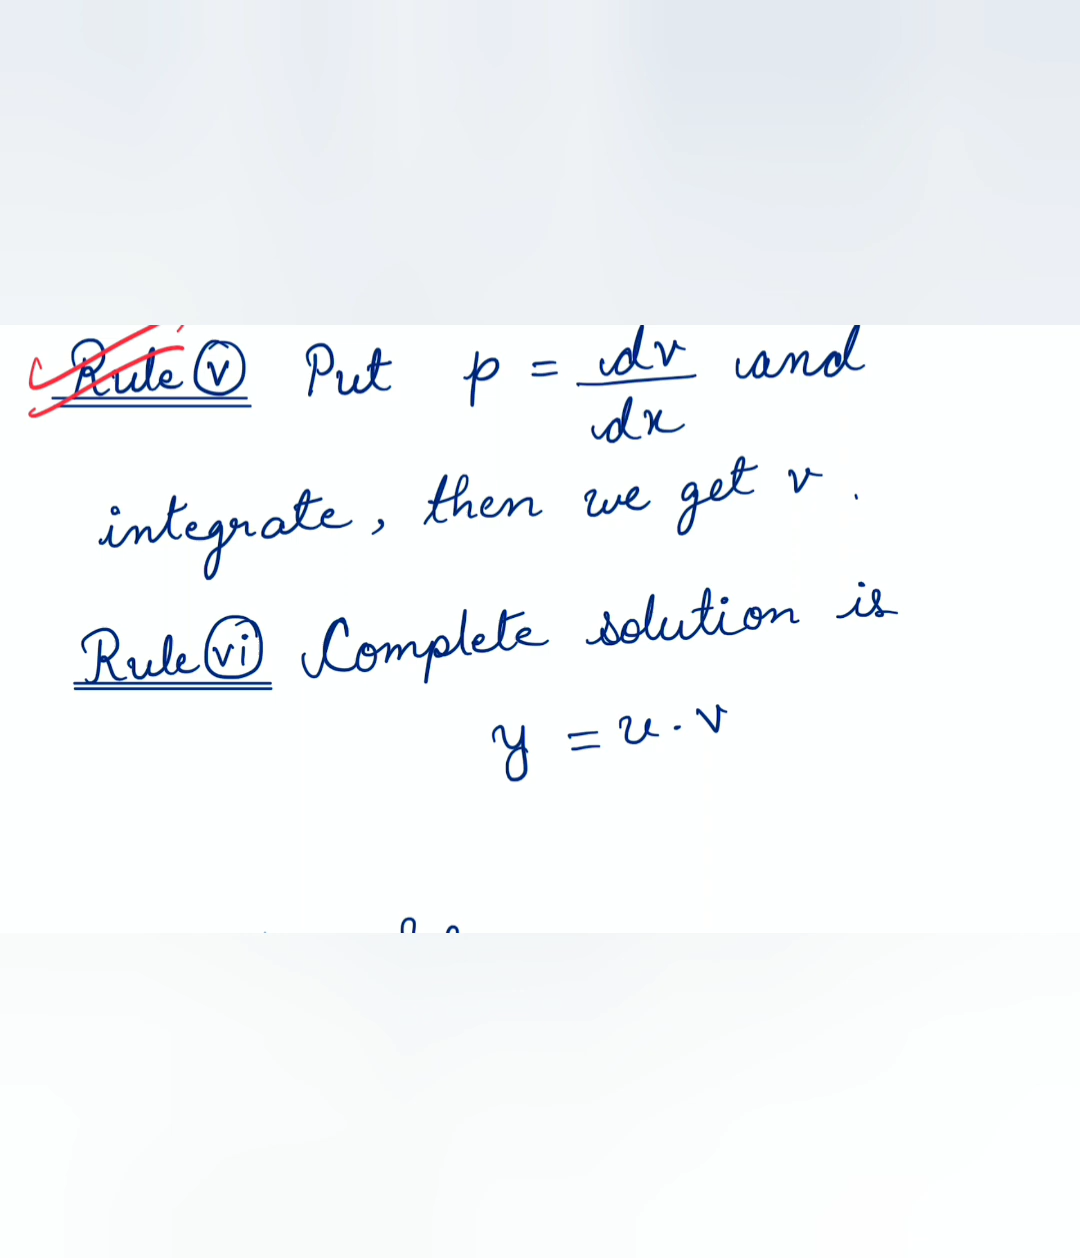 Rule (v) Put p = dv/dx and
integrate, then we get v.
Rule (vi) Complete solution is
y = u . v